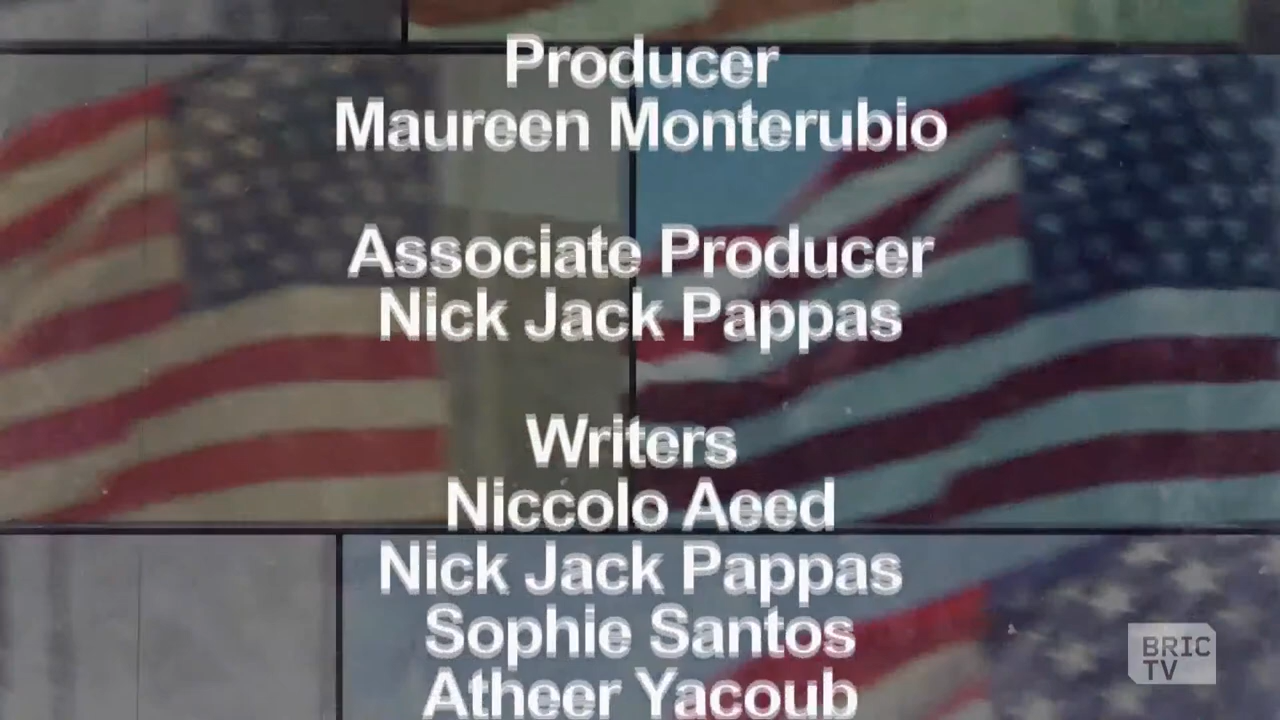 Producer
Maureen Monterubio
Associate Producer
Nick Jack Pappas
Writers
Niccolo Aeed
Nick Jack Pappas
Sophie Santos
Atheer Yacoub
BRIC
TV